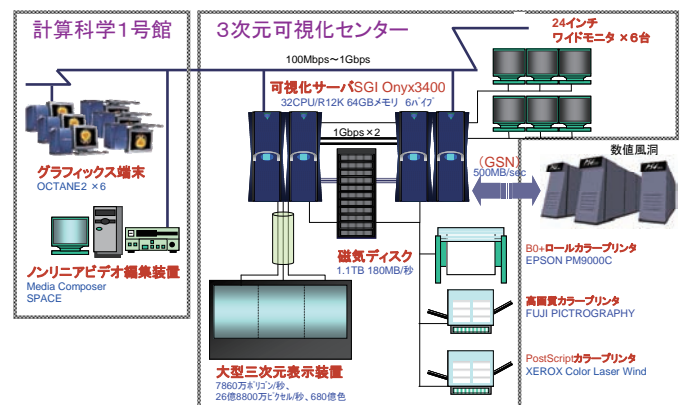 計算科学1号館
3次元可視化センター
24インチ
ワイドモニタ ×6台
100Mbps~1Gbps
可視化サーバSGI Onyx3400
32CPU/R12K 64GBメモリ 6パイプ
1Gbps×2
(GSN)
500MB/sec
数値風洞
グラフィックス端末
OCTANE2 ×6
ノンリニアビデオ編集装置
Media Composer
SPACE
磁気ディスク
1.1TB 180MB/秒
B0+ロールカラープリンタ
EPSON PM9000C
高画質カラープリンタ
FUJI PICTROGRAPHY
PostScriptカラープリンタ
XEROX Color Laser Wind
大型三次元表示装置
7860万ポリゴン/秒、
26億8800万ピクセル/秒、680億色